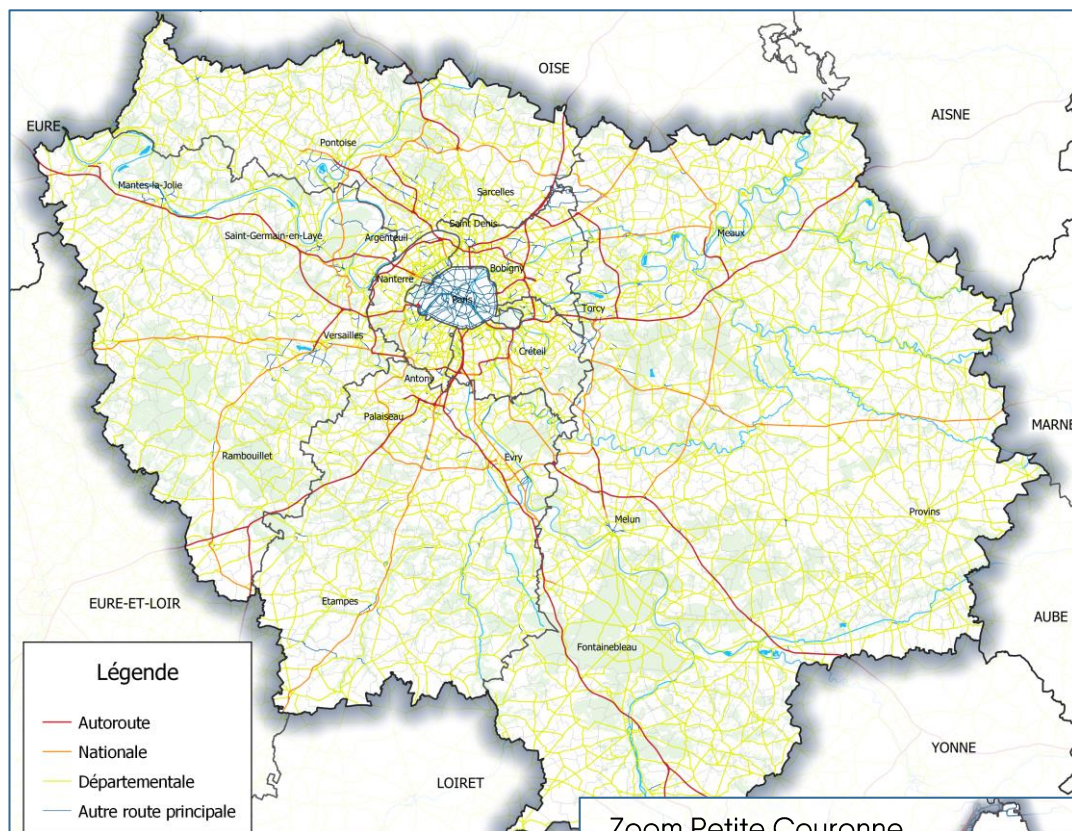 OISE
AISNE
EURE
Pontoise
Mantes-la-Jolie
Sarcelles
Saint Denis
Saint-Germain-en-Laye
Argenteuil
Meaux
Nanterre
Bobigny
Paris
Torcy
Versailles
Créteil
Antony
Palaiseau
MARNE
Rambouillet
Evry
Provins
Melun
EURE-ET-LOIR
Etampes
AUBE
Fontainebleau
Légende
Autoroute
Nationale
Départementale
Autre route principale
LOIRET
YONNE
Zoom Petite Couronne